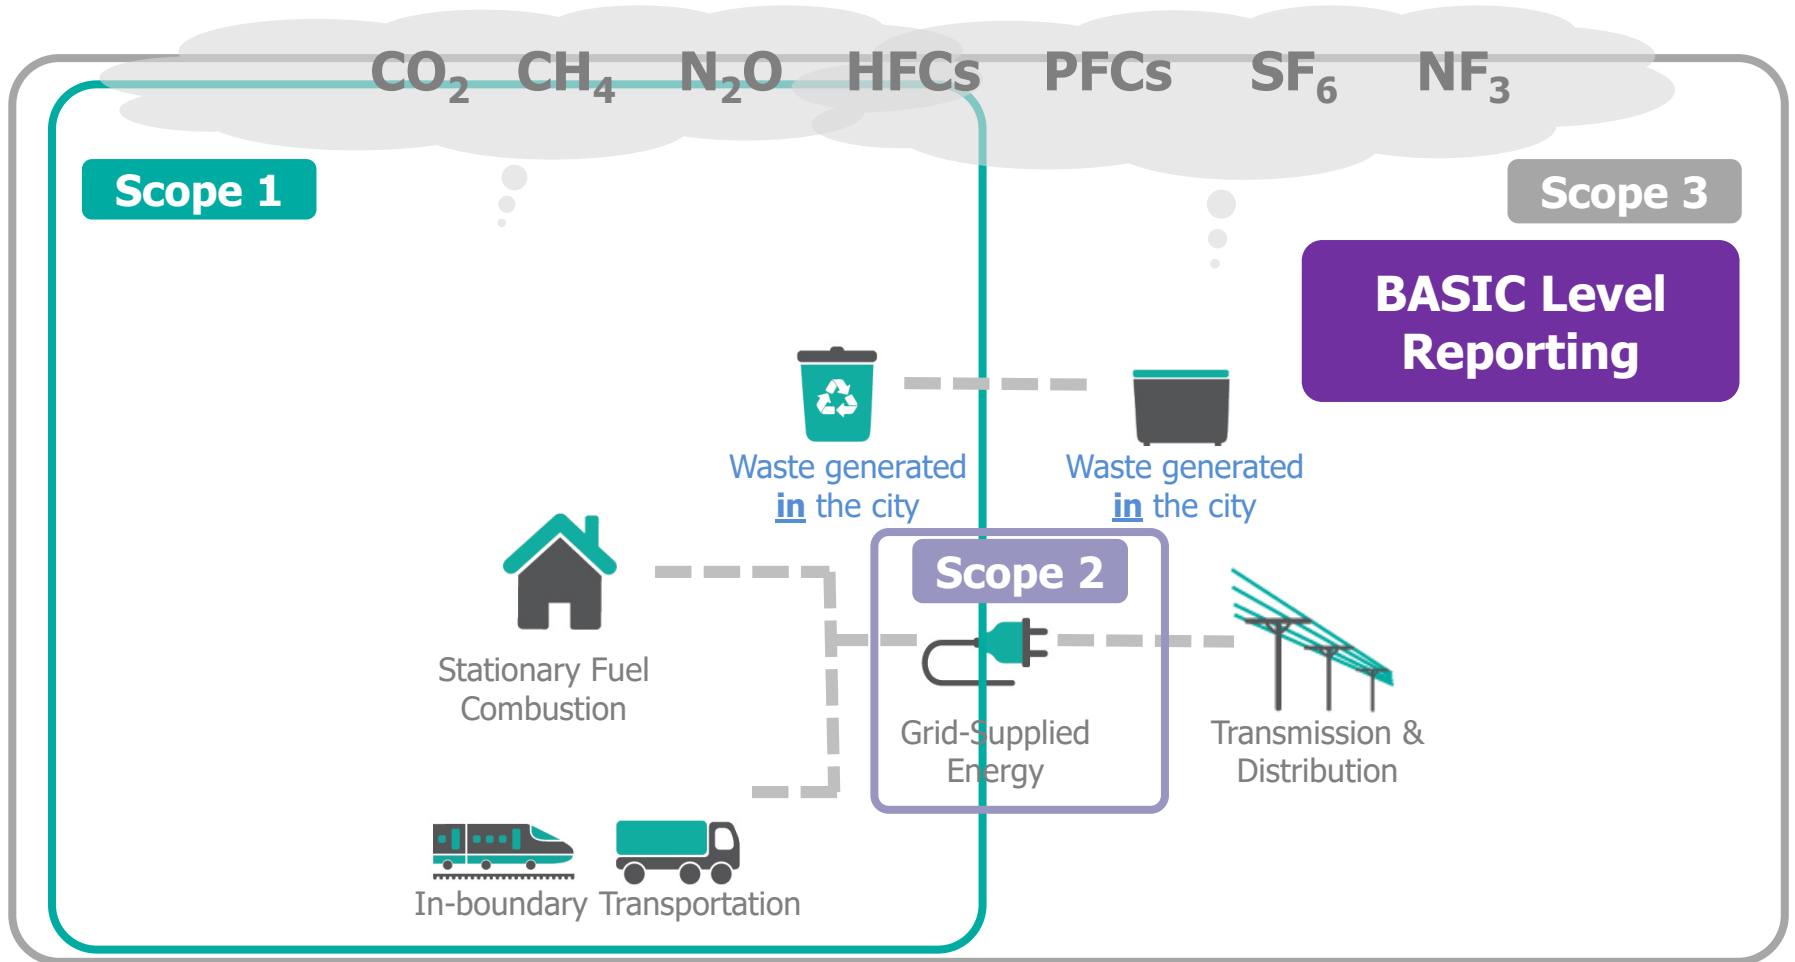 CO₂ CH₄ N₂O HFCs PFCs SF₆ NF₃
Scope 1
Scope 3
BASIC Level
Reporting
Waste generated
in the city
Waste generated
in the city
Scope 2
Stationary Fuel
Combustion
Grid-Supplied
Energy
Transmission &
Distribution
In-boundary Transportation